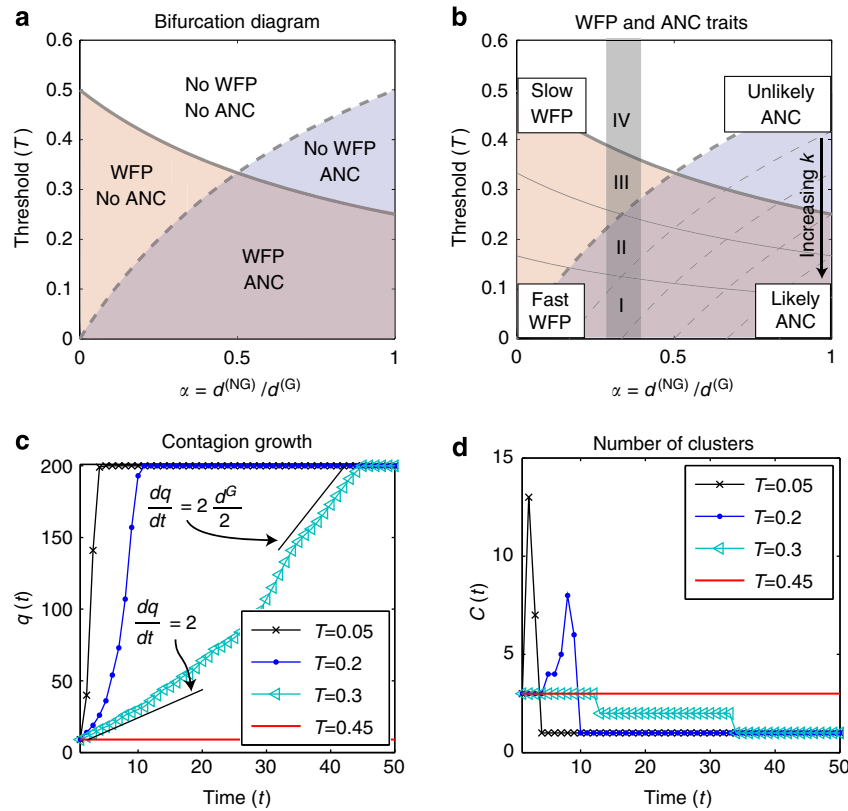 a
Bifurcation diagram
0.6
0.5
0.4
0.3
0.2
0.1
0
Threshold (T)
No WFP
No ANC
WFP
No ANC
No WFP
ANC
WFP
ANC
0
0.5
1
α = d(NG) /d(G)
b
WFP and ANC traits
0.6
0.5
0.4
0.3
0.2
0.1
0
Threshold (T)
Slow
WFP
Unlikely
ANC
IV
III
II
I
Increasing k
Fast
WFP
Likely
ANC
0
0.5
1
α = d(NG) /d(G)
c
Contagion growth
200
150
100
50
0
q (t)
dq/dt = 2 dG/2
dq/dt = 2
T=0.05
T=0.2
T=0.3
T=0.45
10
20
30
40
50
Time (t)
d
Number of clusters
15
10
5
0
C (t)
T=0.05
T=0.2
T=0.3
T=0.45
10
20
30
40
50
Time (t)